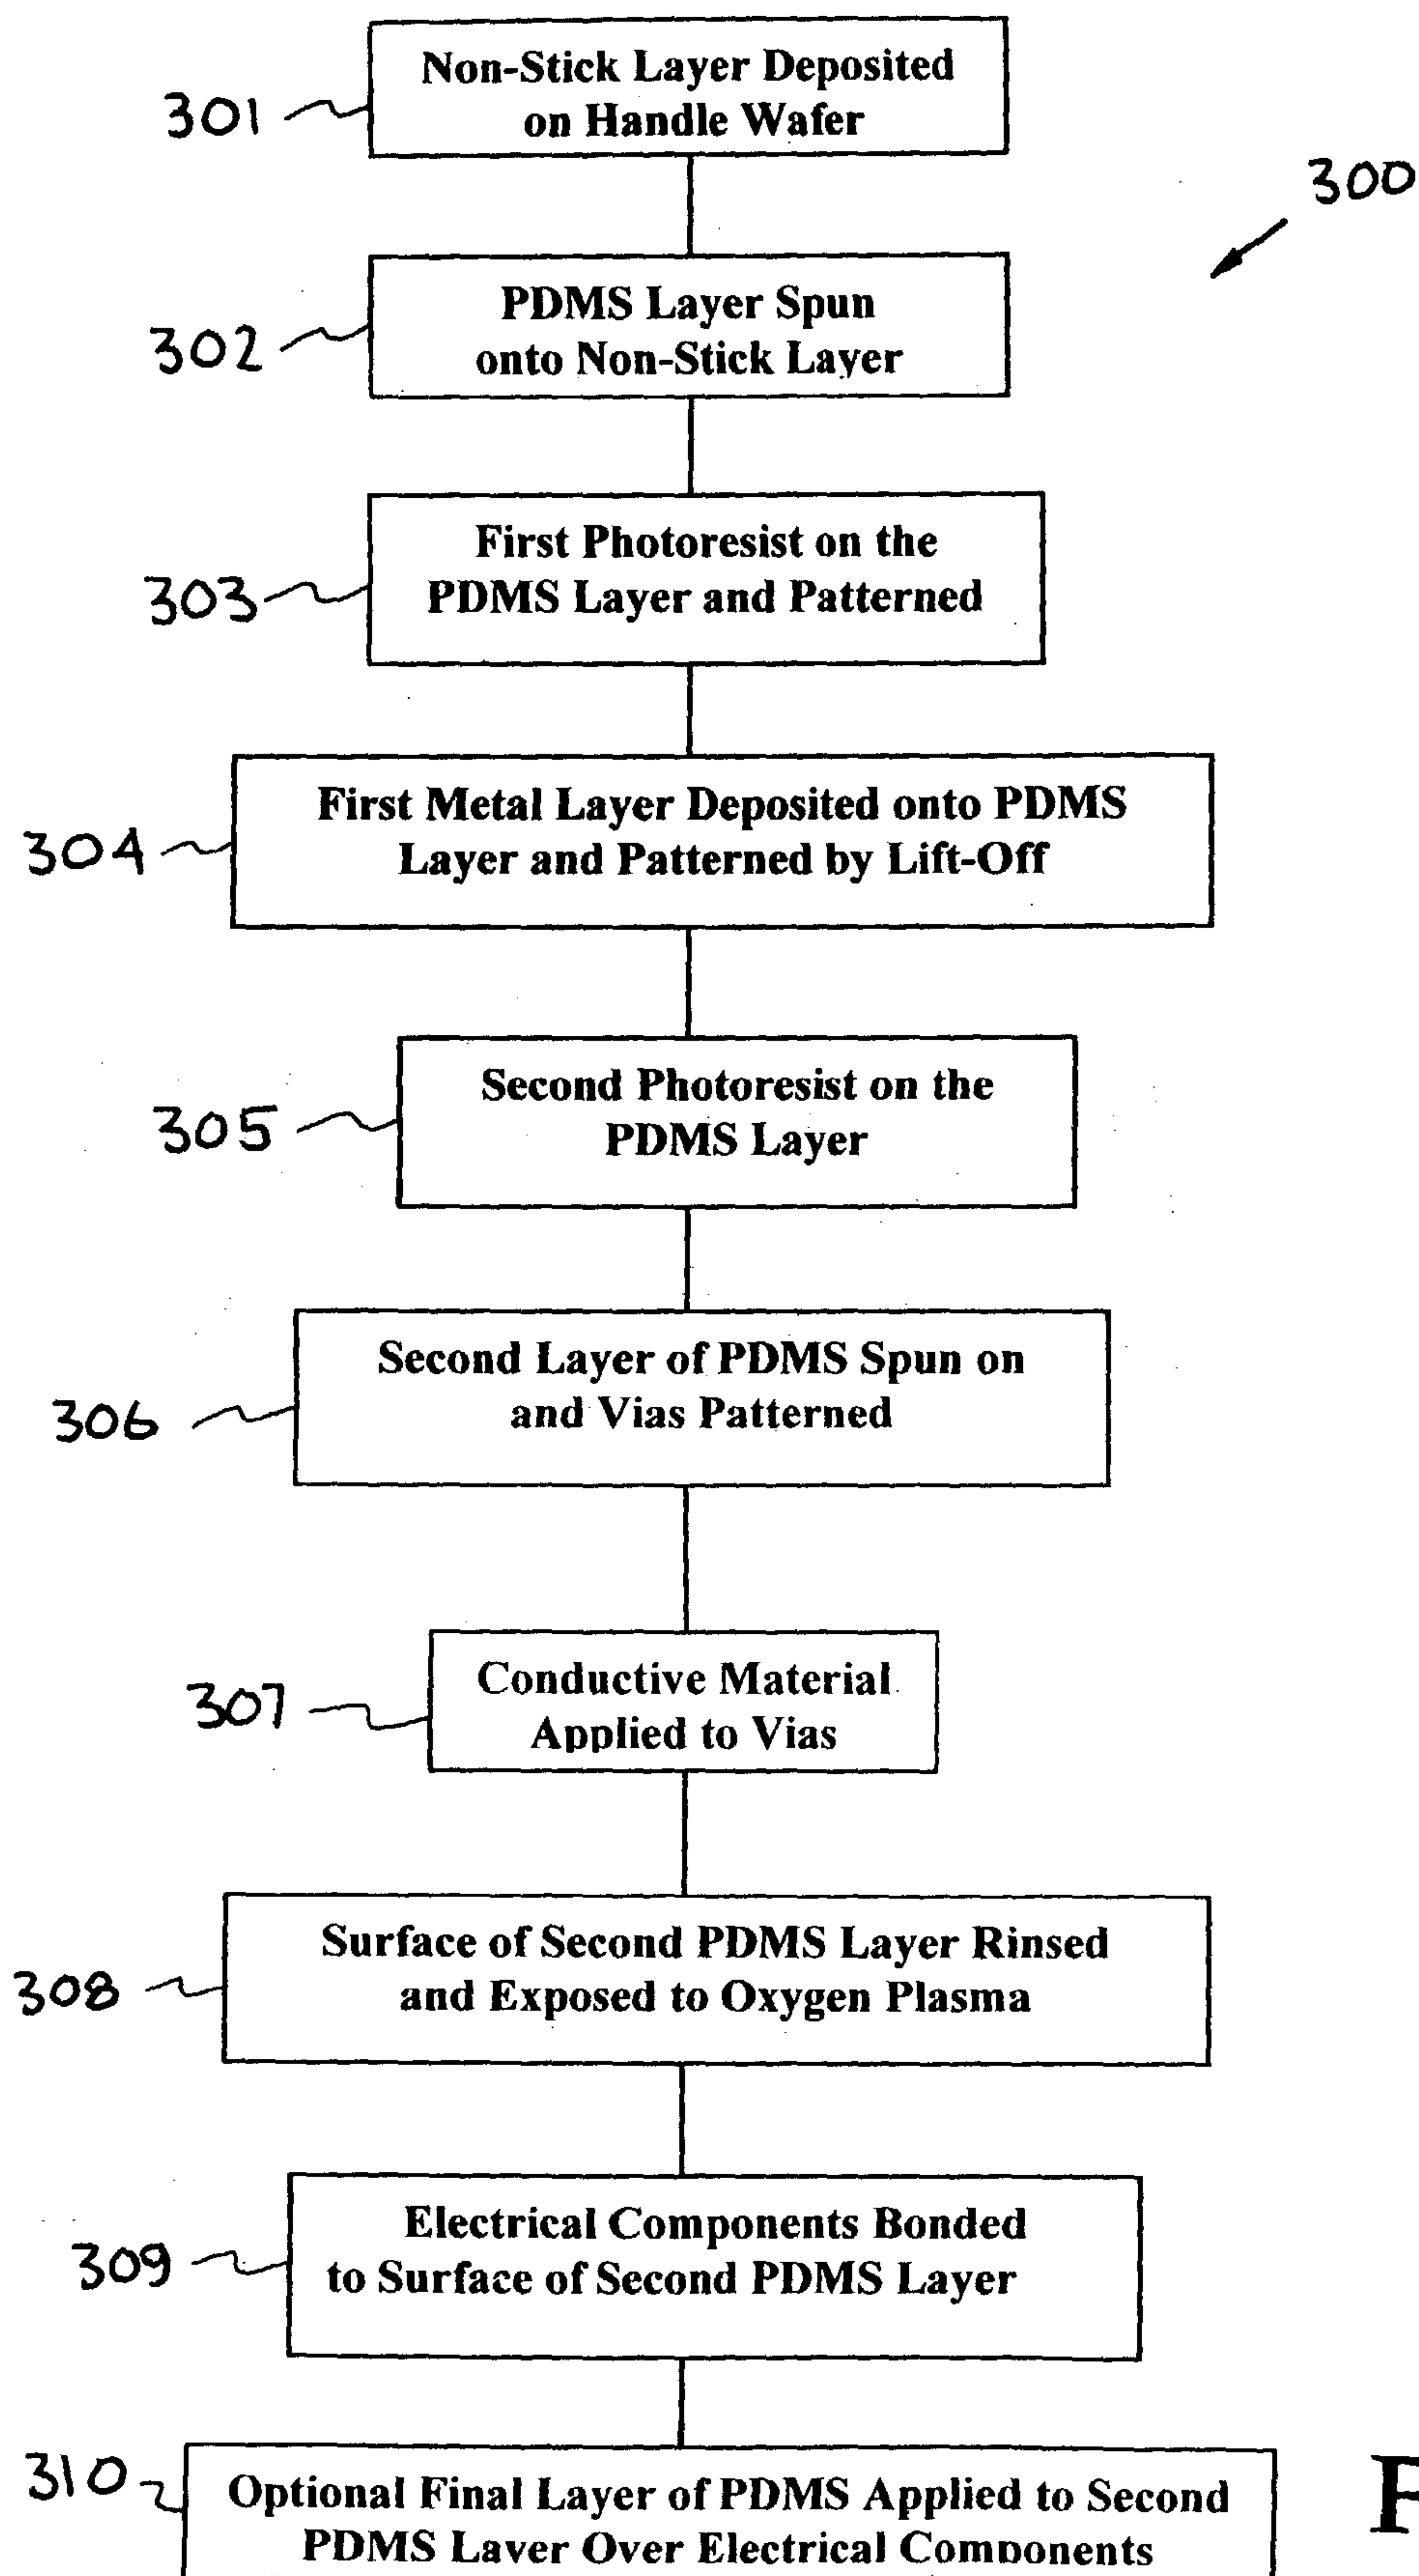 Non-Stick Layer Deposited
on Handle Wafer
301
300
PDMS Layer Spun
onto Non-Stick Layer
302
First Photoresist on the
PDMS Layer and Patterned
303
First Metal Layer Deposited onto PDMS
Layer and Patterned by Lift-Off
304
Second Photoresist on the
PDMS Layer
305
Second Layer of PDMS Spun on
and Vias Patterned
306
Conductive Material
Applied to Vias
307
Surface of Second PDMS Layer Rinsed
and Exposed to Oxygen Plasma
308
Electrical Components Bonded
to Surface of Second PDMS Layer
309
310
Optional Final Layer of PDMS Applied to Second
PDMS Layer Over Electrical Components